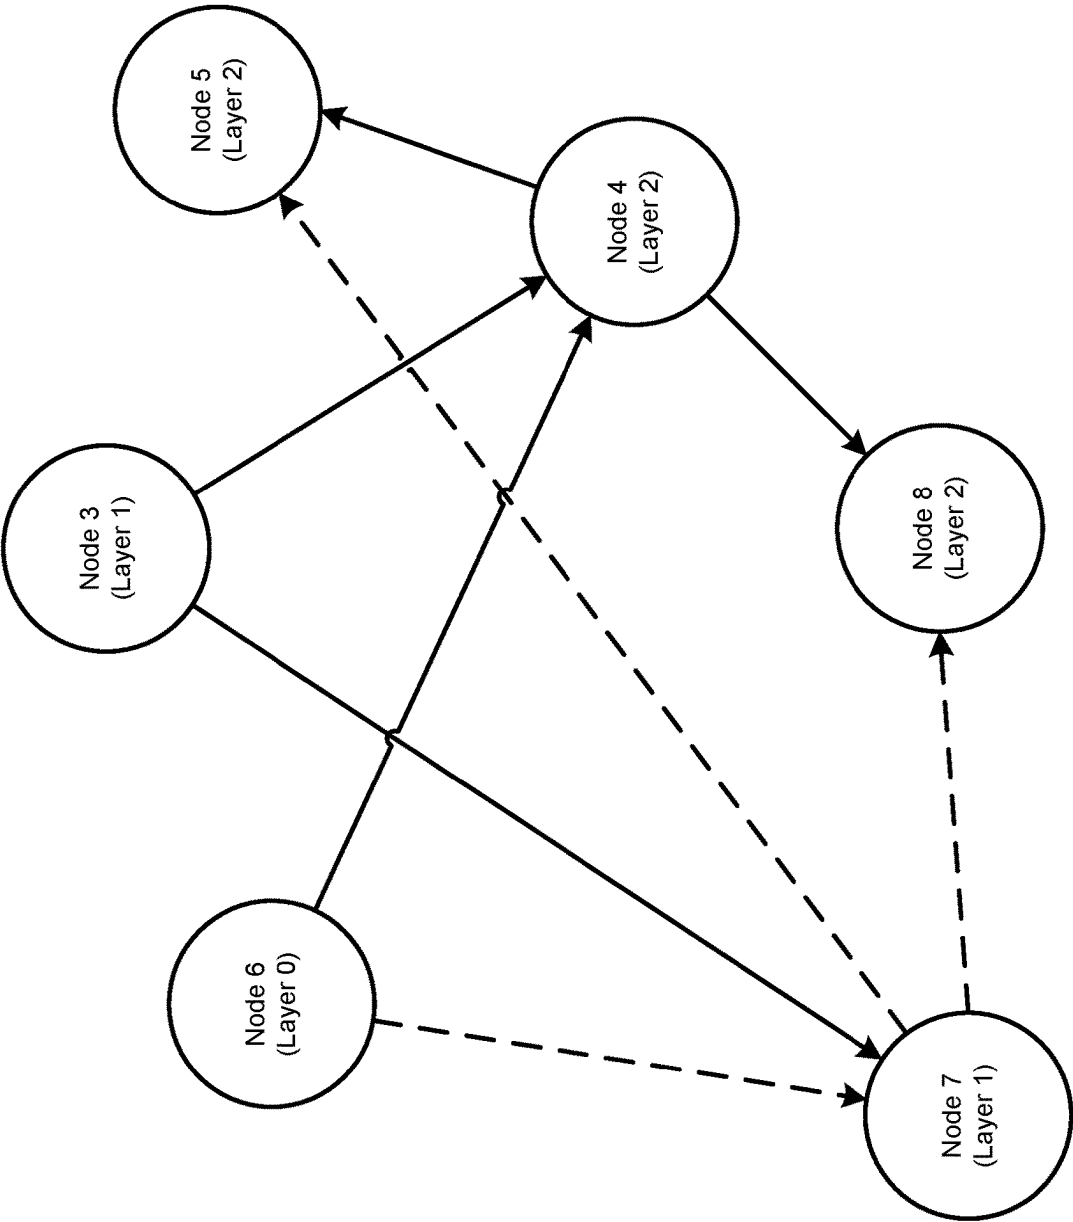 Node 3
(Layer 1)
Node 6
(Layer 0)
Node 5
(Layer 2)
Node 4
(Layer 2)
Node 7
(Layer 1)
Node 8
(Layer 2)